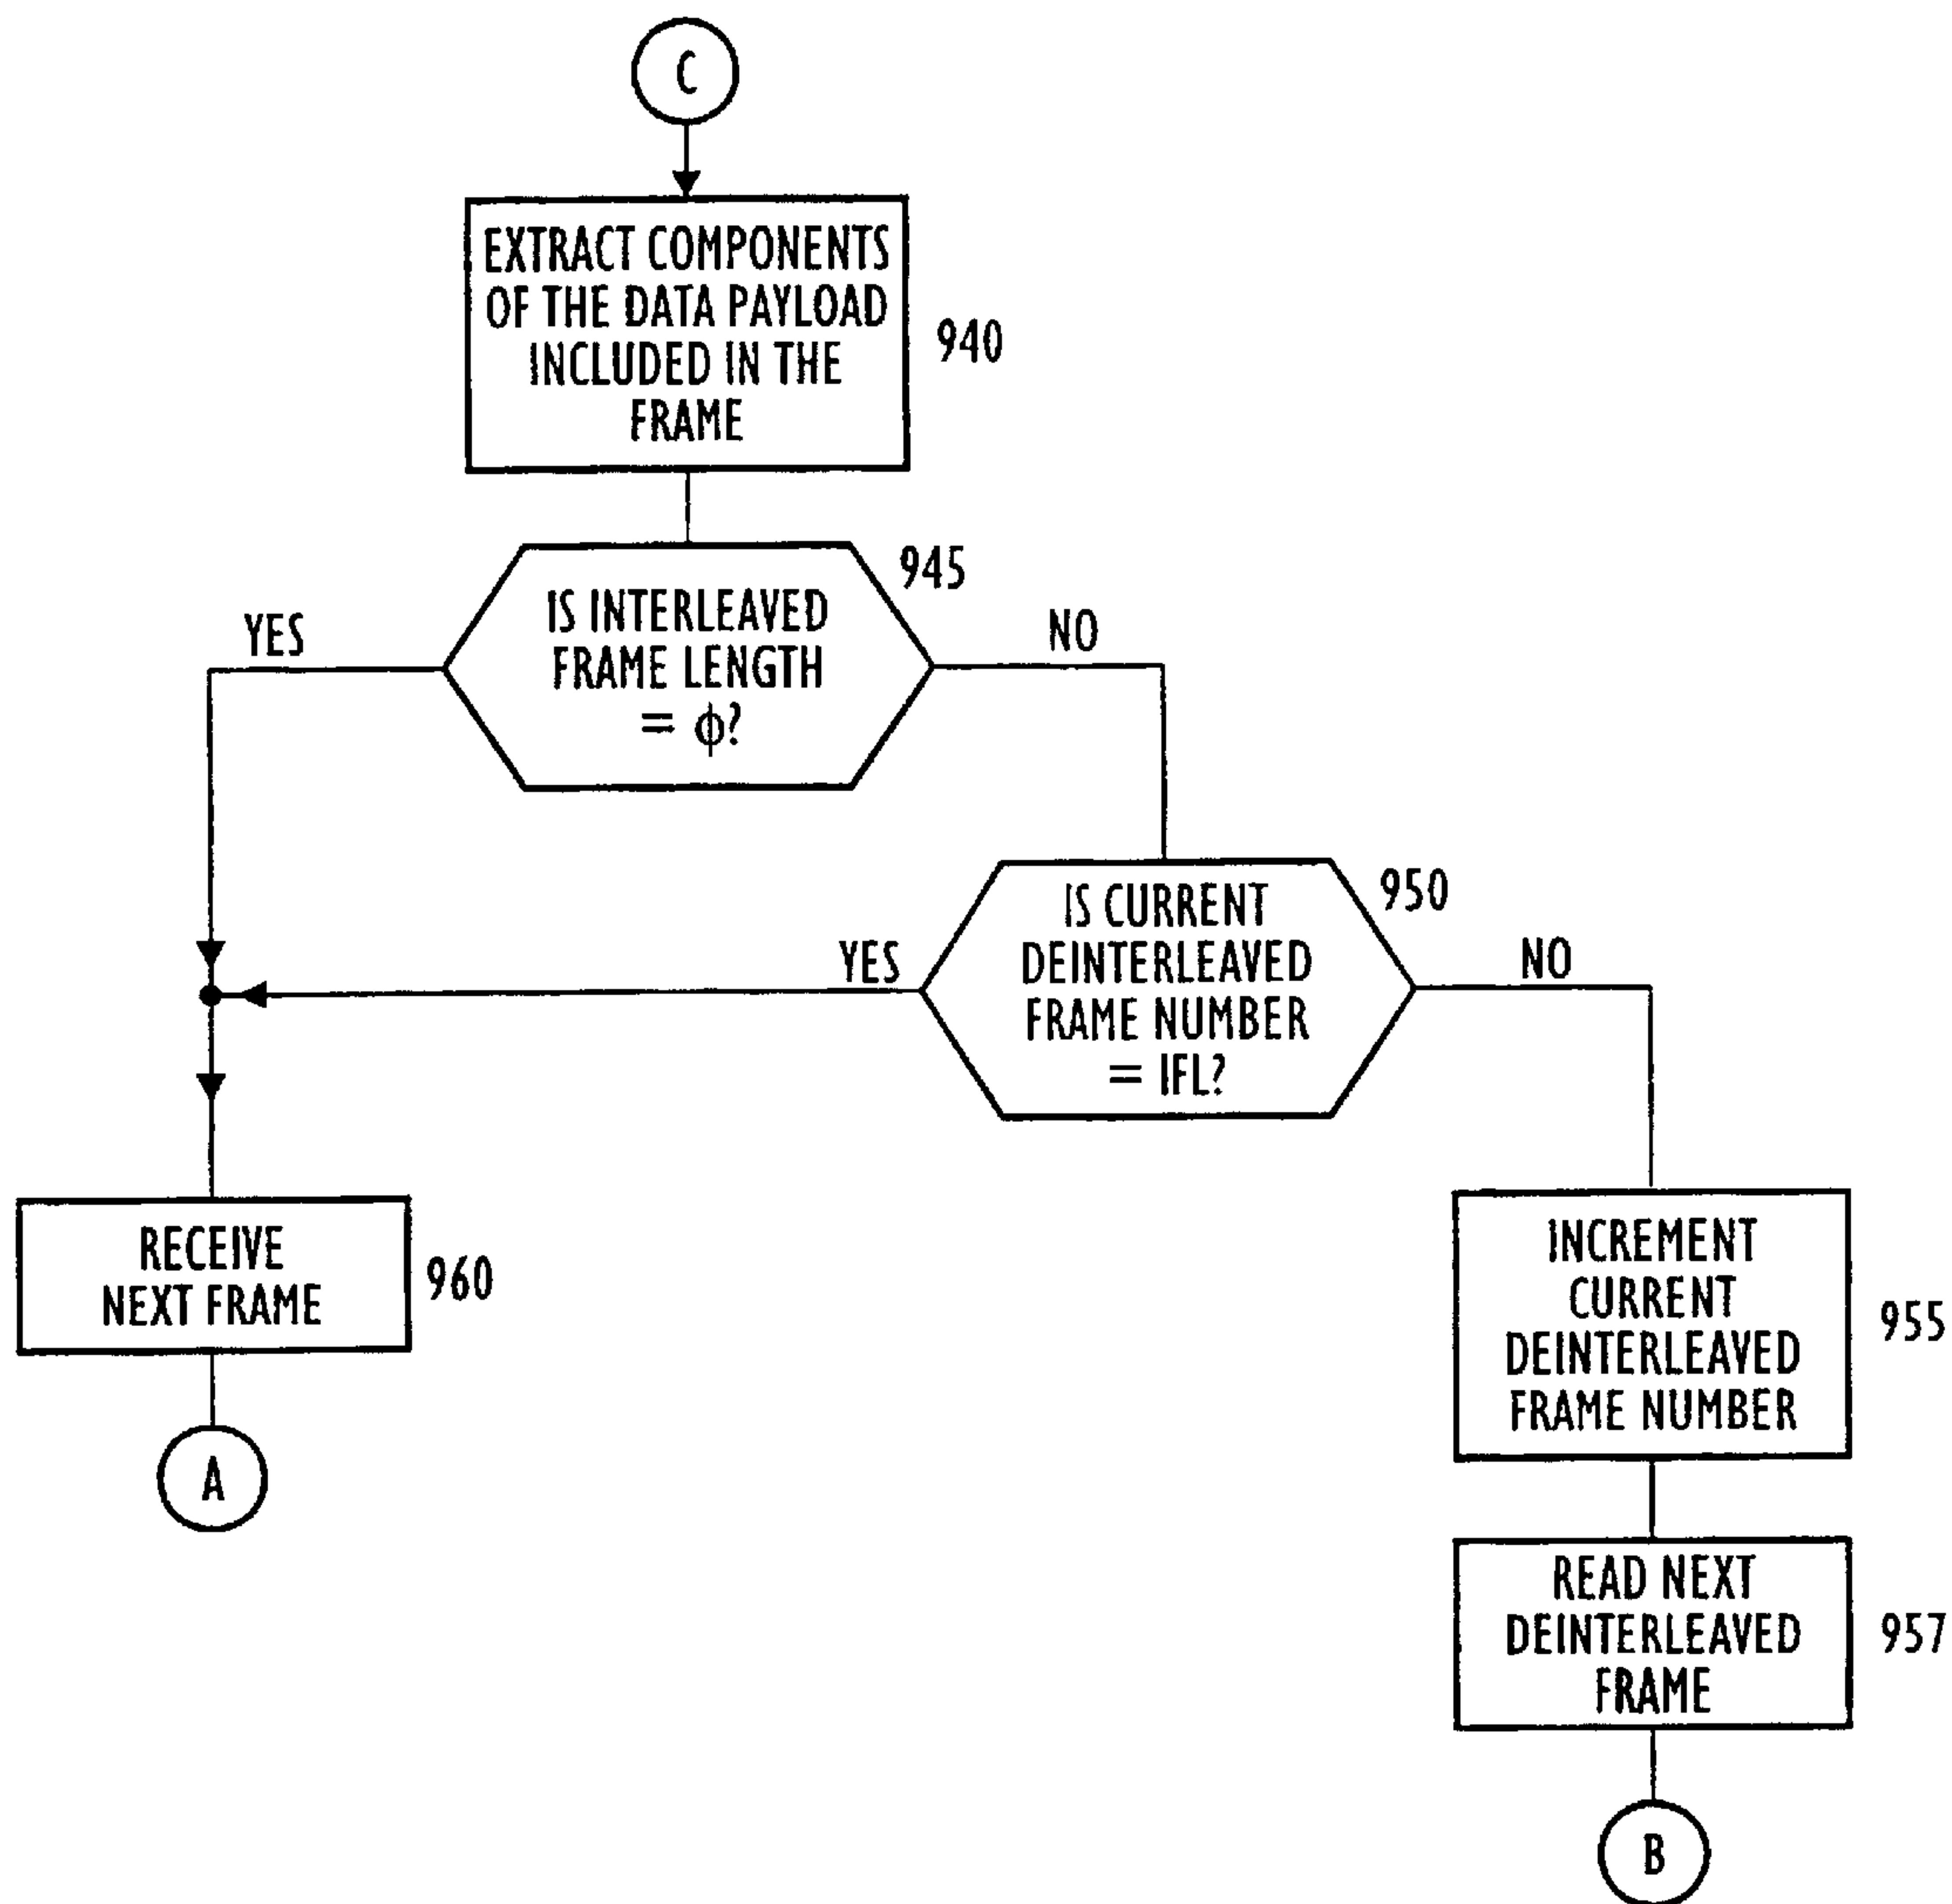 C
EXTRACT COMPONENTS
OF THE DATA PAYLOAD
INCLUDED IN THE
FRAME
940
945
IS INTERLEAVED
FRAME LENGTH
= ϕ?
YES
NO
950
IS CURRENT
DEINTERLEAVED
FRAME NUMBER
= IFL?
YES
NO
RECEIVE
NEXT FRAME
960
A
INCREMENT
CURRENT
DEINTERLEAVED
FRAME NUMBER
955
READ NEXT
DEINTERLEAVED
FRAME
957
B